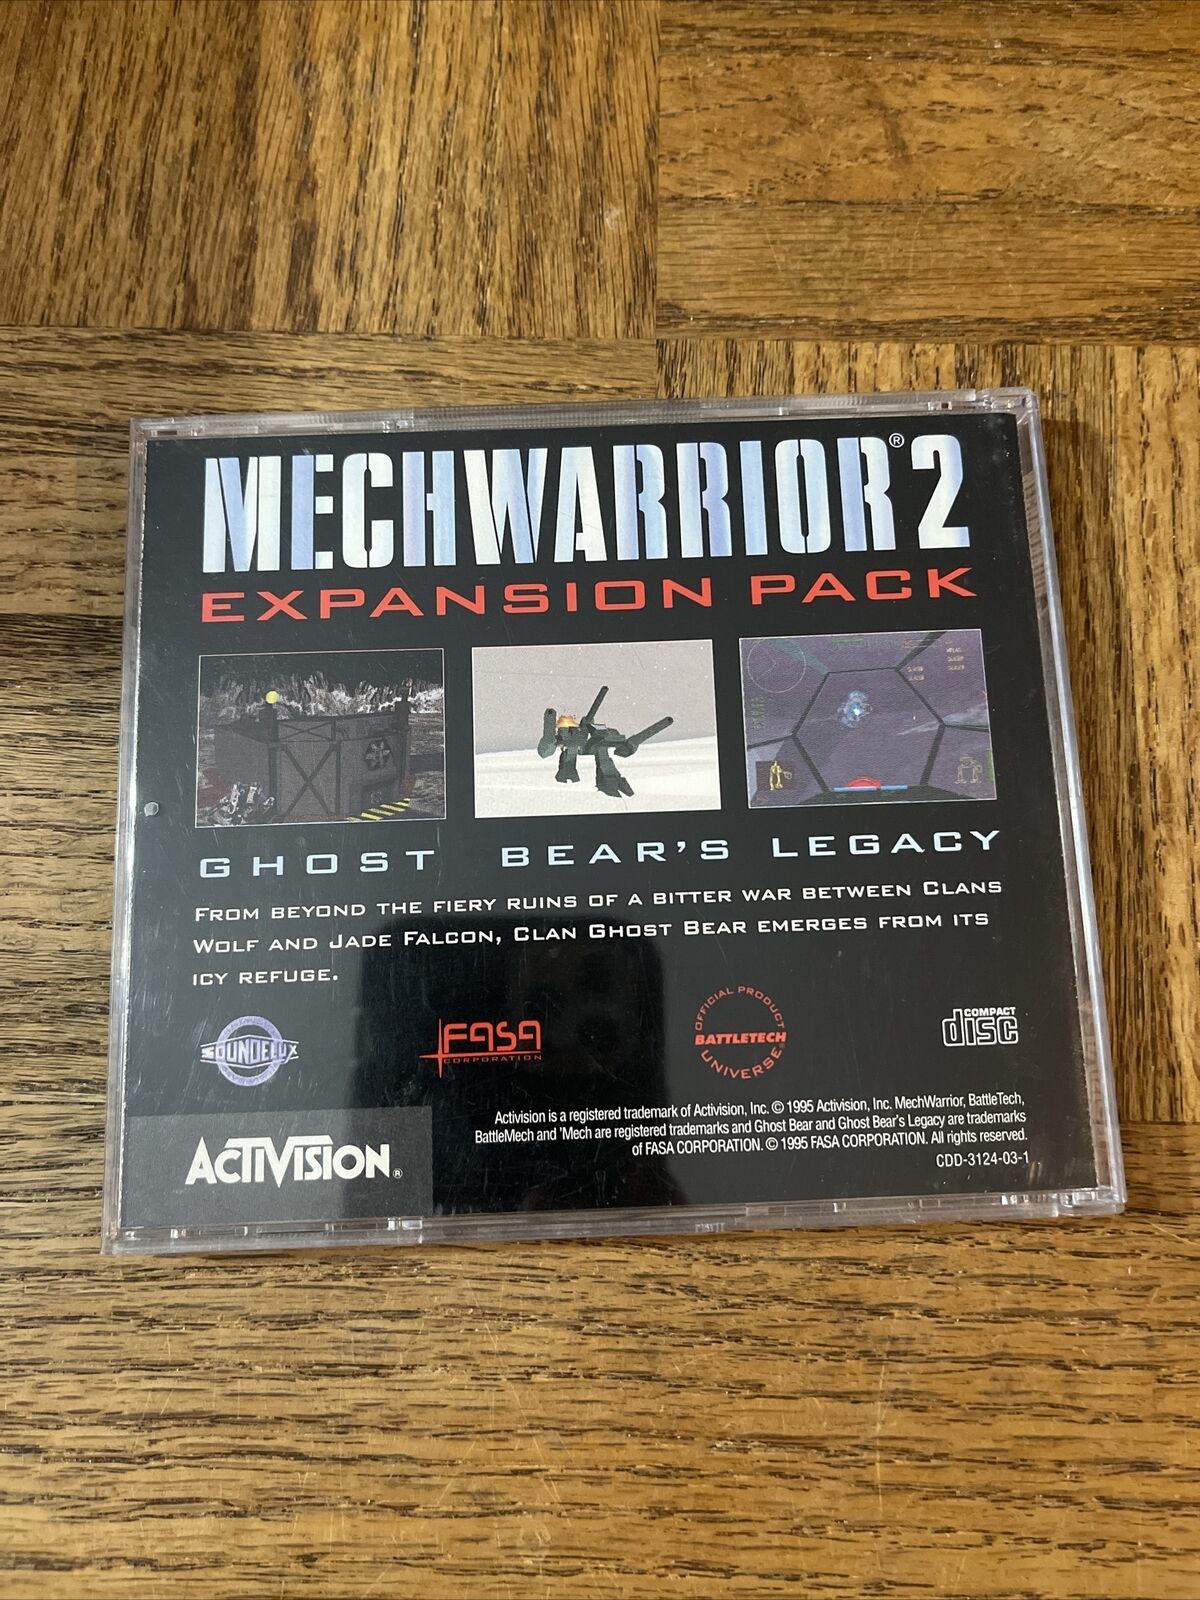 MECHWARRIOR® 2
EXPANSION PACK
GHOST BEAR'S LEGACY
FROM BEYOND THE FIERY RUINS OF A BITTER WAR BETWEEN CLANS
WOLF AND JADE FALCON, CLAN GHOST BEAR EMERGES FROM ITS
ICY REFUGE.
SOUNDELUX
FASA
CORPORATION
OFFICIAL PRODUCT
BATTLETECH
UNIVERSE
COMPACT
disc
ACTIVISION®
Activision is a registered trademark of Activision, Inc. © 1995 Activision, Inc. MechWarrior, BattleTech,
BattleMech and 'Mech are registered trademarks and Ghost Bear and Ghost Bear's Legacy are trademarks
of FASA CORPORATION. © 1995 FASA CORPORATION. All rights reserved.
CDD-3124-03-1